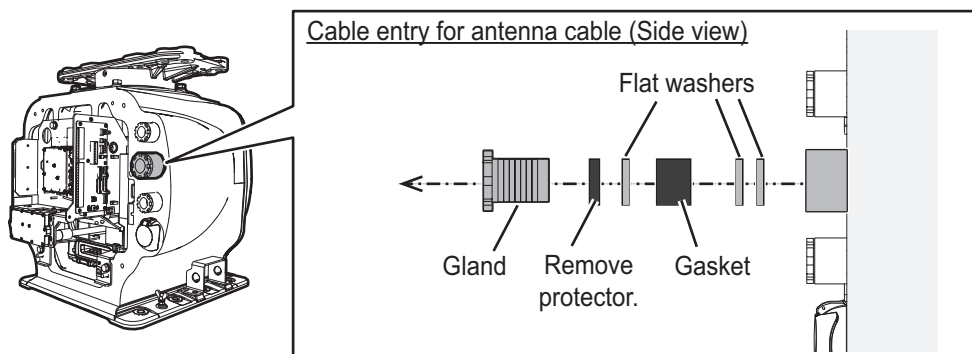 Cable entry for antenna cable (Side view)
Flat washers
Gland
Remove
protector.
Gasket